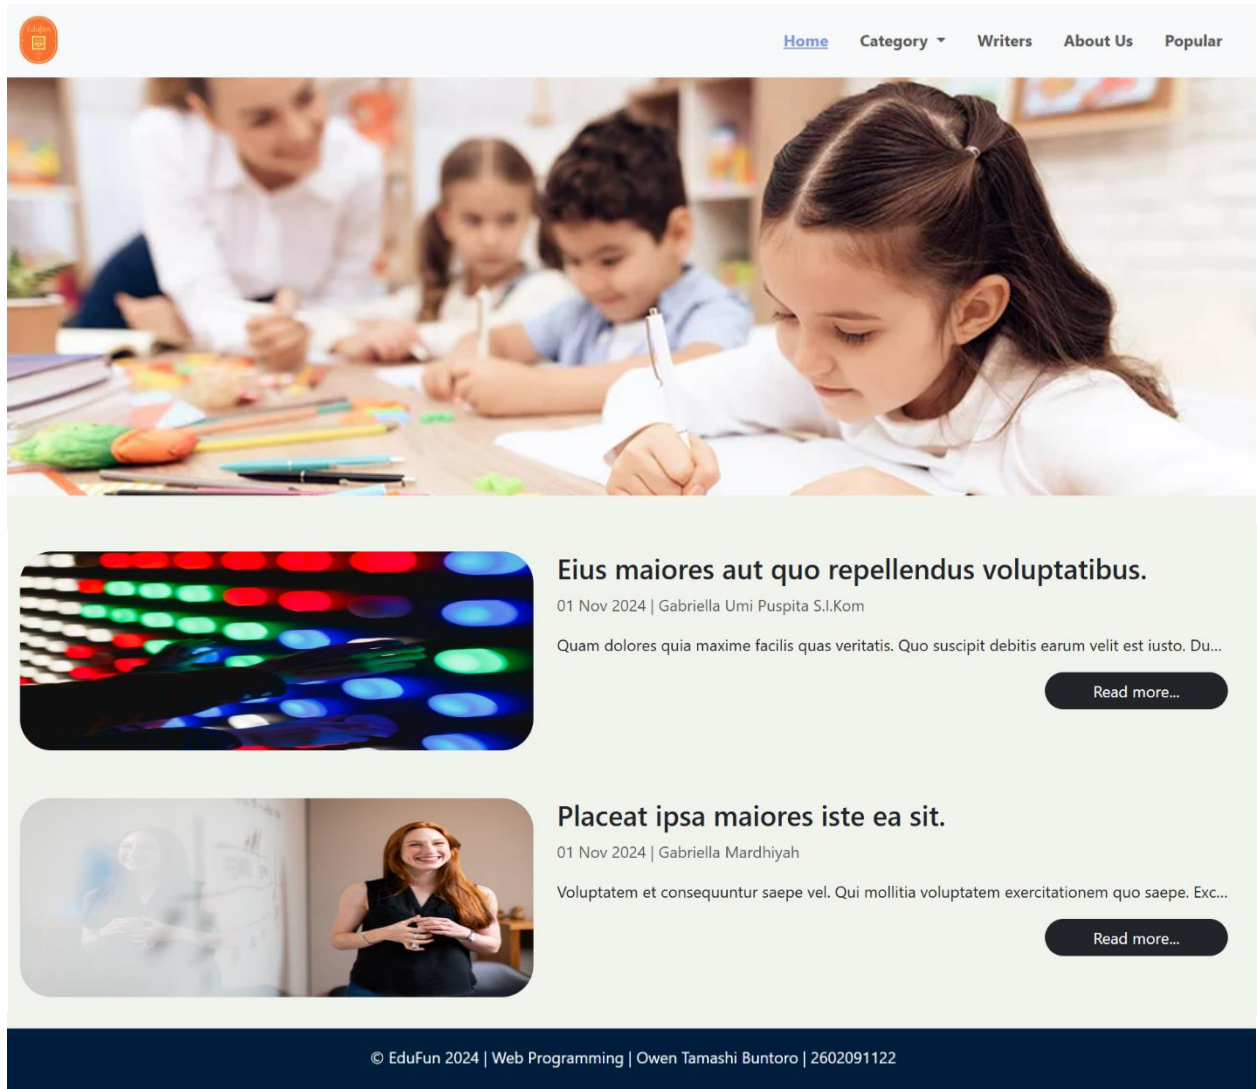 Edufun
Home Category Writers About Us Popular
Eius maiores aut quo repellendus voluptatibus.
01 Nov 2024 | Gabriella Umi Puspita S.I.Kom
Quam dolores quia maxime facilis quas veritatis. Quo suscipit debitis earum velit est iusto. Du...
Read more...
Placeat ipsa maiores iste ea sit.
01 Nov 2024 | Gabriella Mardhiyah
Voluptatem et consequuntur saepe vel. Qui mollitia voluptatem exercitationem quo saepe. Exc...
Read more...
© EduFun 2024 | Web Programming | Owen Tamashi Buntoro | 2602091122